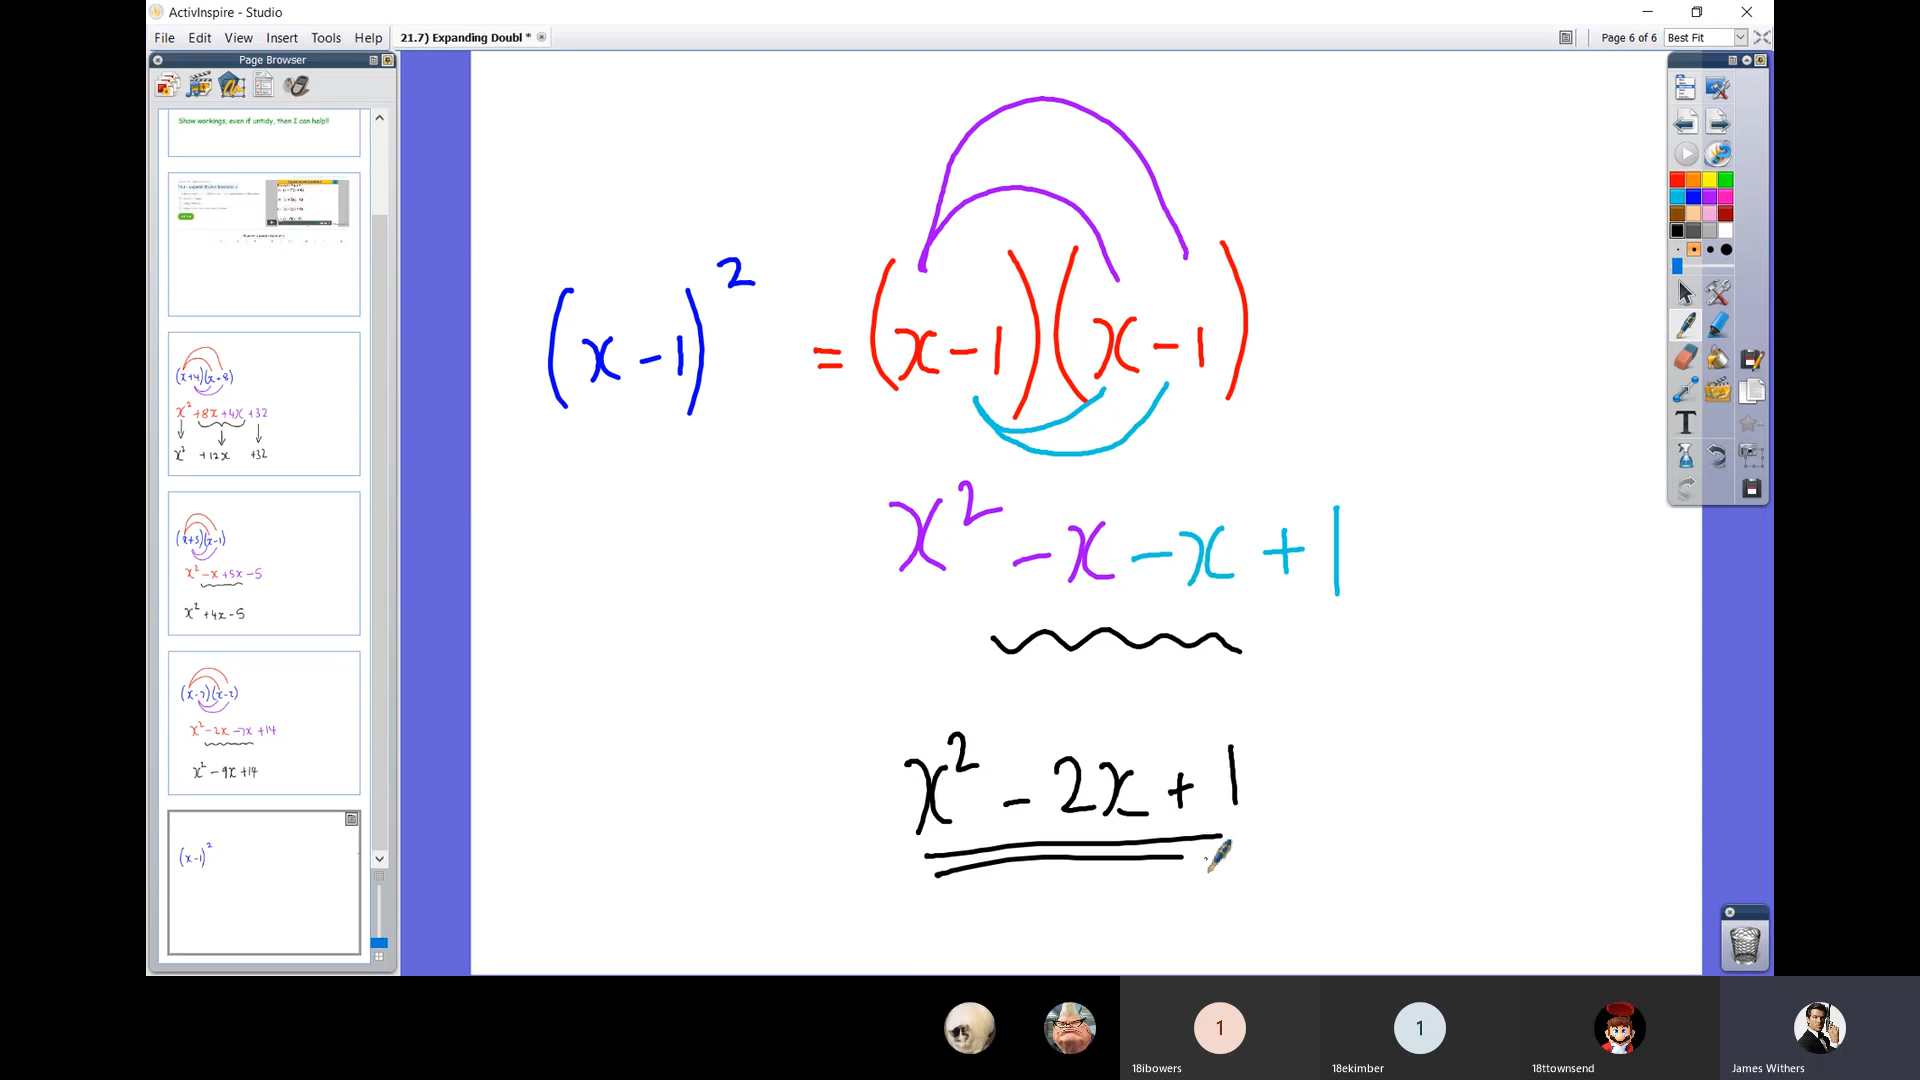 ActivInspire - Studio
File Edit View Insert Tools Help
21.7) Expanding Doubl *
Page 6 of 6
Best Fit
Page Browser
Show workings, even if untidy, then I can help!!
(x+4)(x+8)
x² +8x +4x +32
x² +12x +32
(x+5)(x-1)
x² -x +5x -5
x² +4x -5
(x-7)(x-2)
x² -2x -7x +14
x² - 9x +14
(x-1)²
(x-1)² = (x-1)(x-1)
x² -x -x +1
x² - 2x + 1
T
1
1
18ibowers
18ekimber
18ttownsend
James Withers